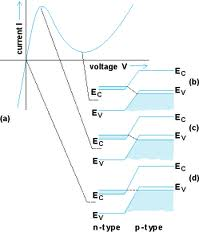 current I
voltage V
(a)
E_C
E_C
E_V
(b)
E_V
E_C
E_C
E_V
(c)
E_V
E_C
E_C
E_V
(d)
E_V
n-type p-type